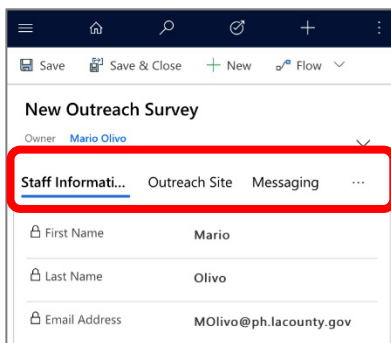 Save Save & Close New Flow
New Outreach Survey
Owner Mario Olivo
Staff Informati... Outreach Site Messaging ...
First Name Mario
Last Name Olivo
Email Address MOlivo@ph.lacounty.gov